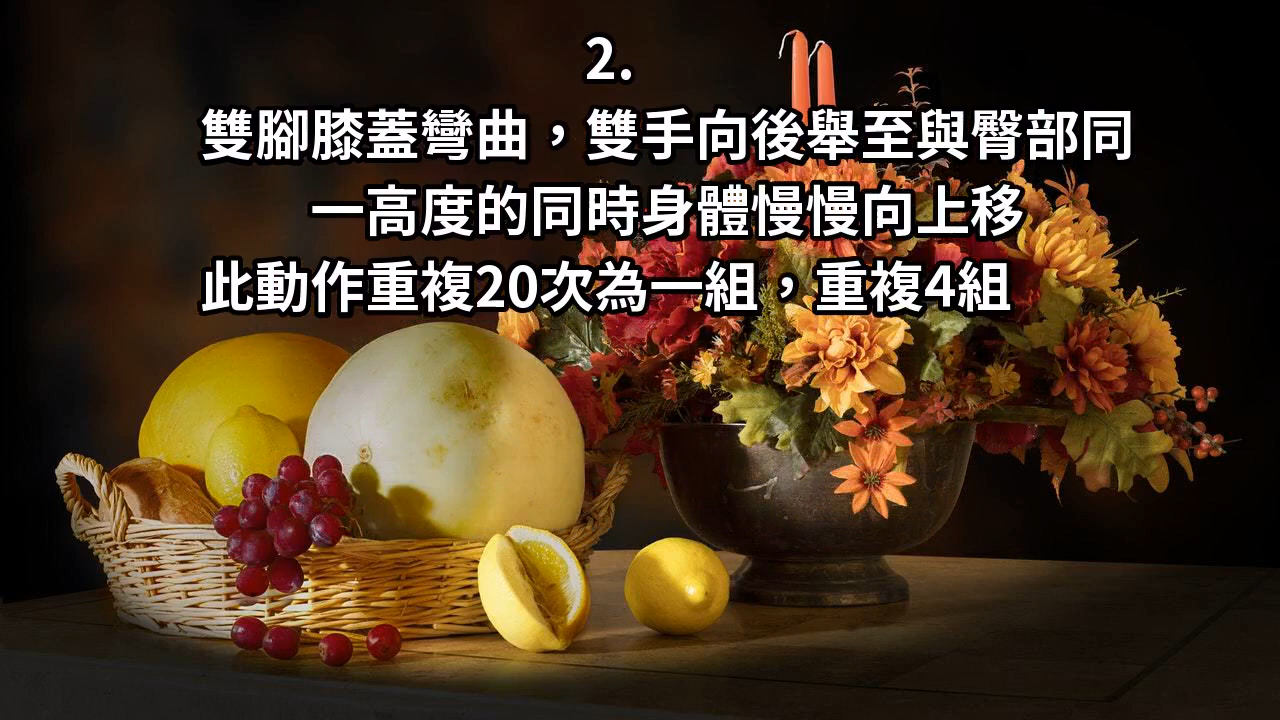 2.
雙腳膝蓋彎曲，雙手向後舉至與臀部同
一高度的同時身體慢慢向上移
此動作重複20次為一組，重複4組